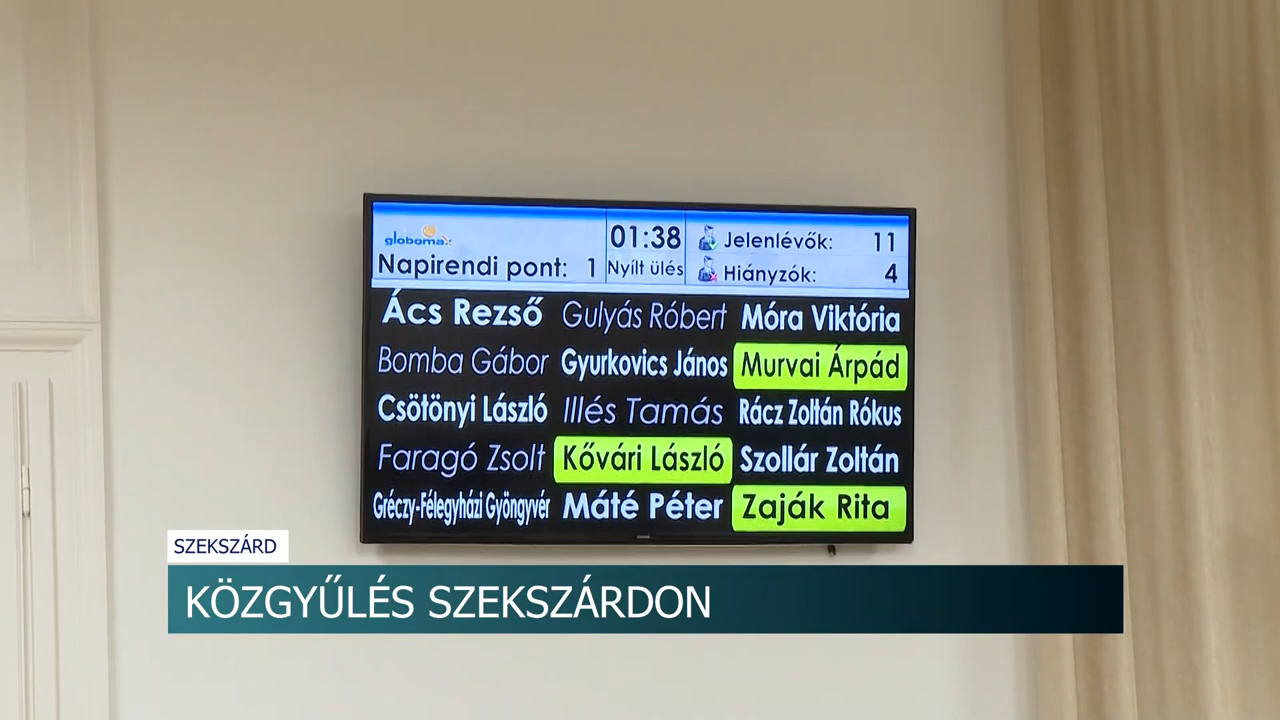 globomax
Napirendi pont: 1
01:38
Nyílt ülés
Jelenlévők: 11
Hiányzók: 4
Ács Rezső Gulyás Róbert Móra Viktória
Bomba Gábor Gyurkovics János Murvai Árpád
Csötönyi László Illés Tamás Rácz Zoltán Rókus
Faragó Zsolt Kővári László Szollár Zoltán
Gréczy-Félegyházi Gyöngyvér Máté Péter Zaják Rita
SZEKSZÁRD
KÖZGYŰLÉS SZEKSZÁRDON